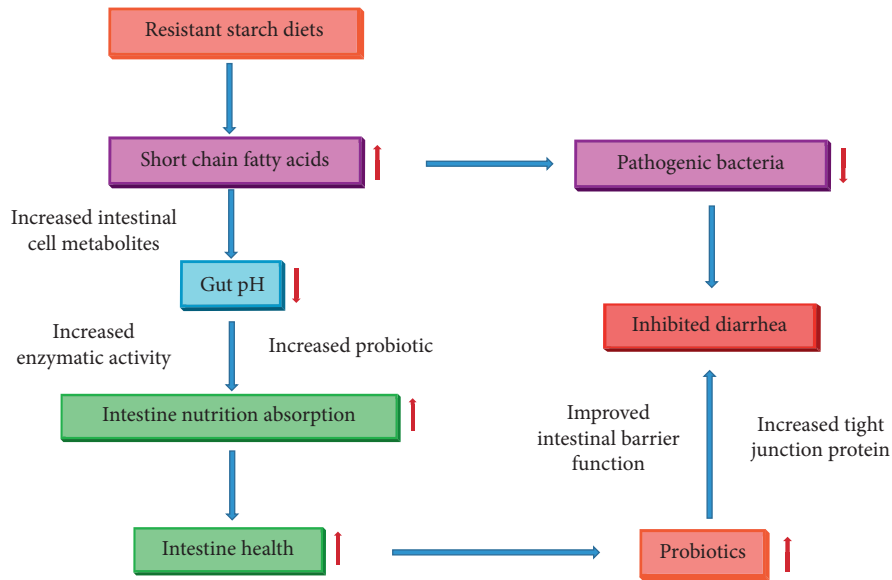 Resistant starch diets
Short chain fatty acids
Pathogenic bacteria
Increased intestinal
cell metabolites
Gut pH
Inhibited diarrhea
Increased
enzymatic activity
Increased probiotic
Intestine nutrition absorption
Improved
intestinal barrier
function
Increased tight
junction protein
Intestine health
Probiotics